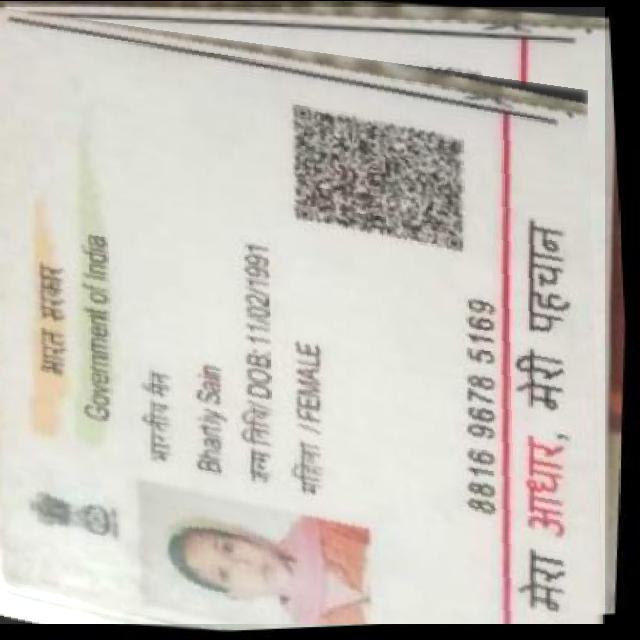 भारत सरकार
Government of India
भारतीय सैन
Bhartiy Sain
जन्म तिथि/ DOB: 11/02/1991
महिला / FEMALE
8816 9678 5169
मेरा आधार, मेरी पहचान